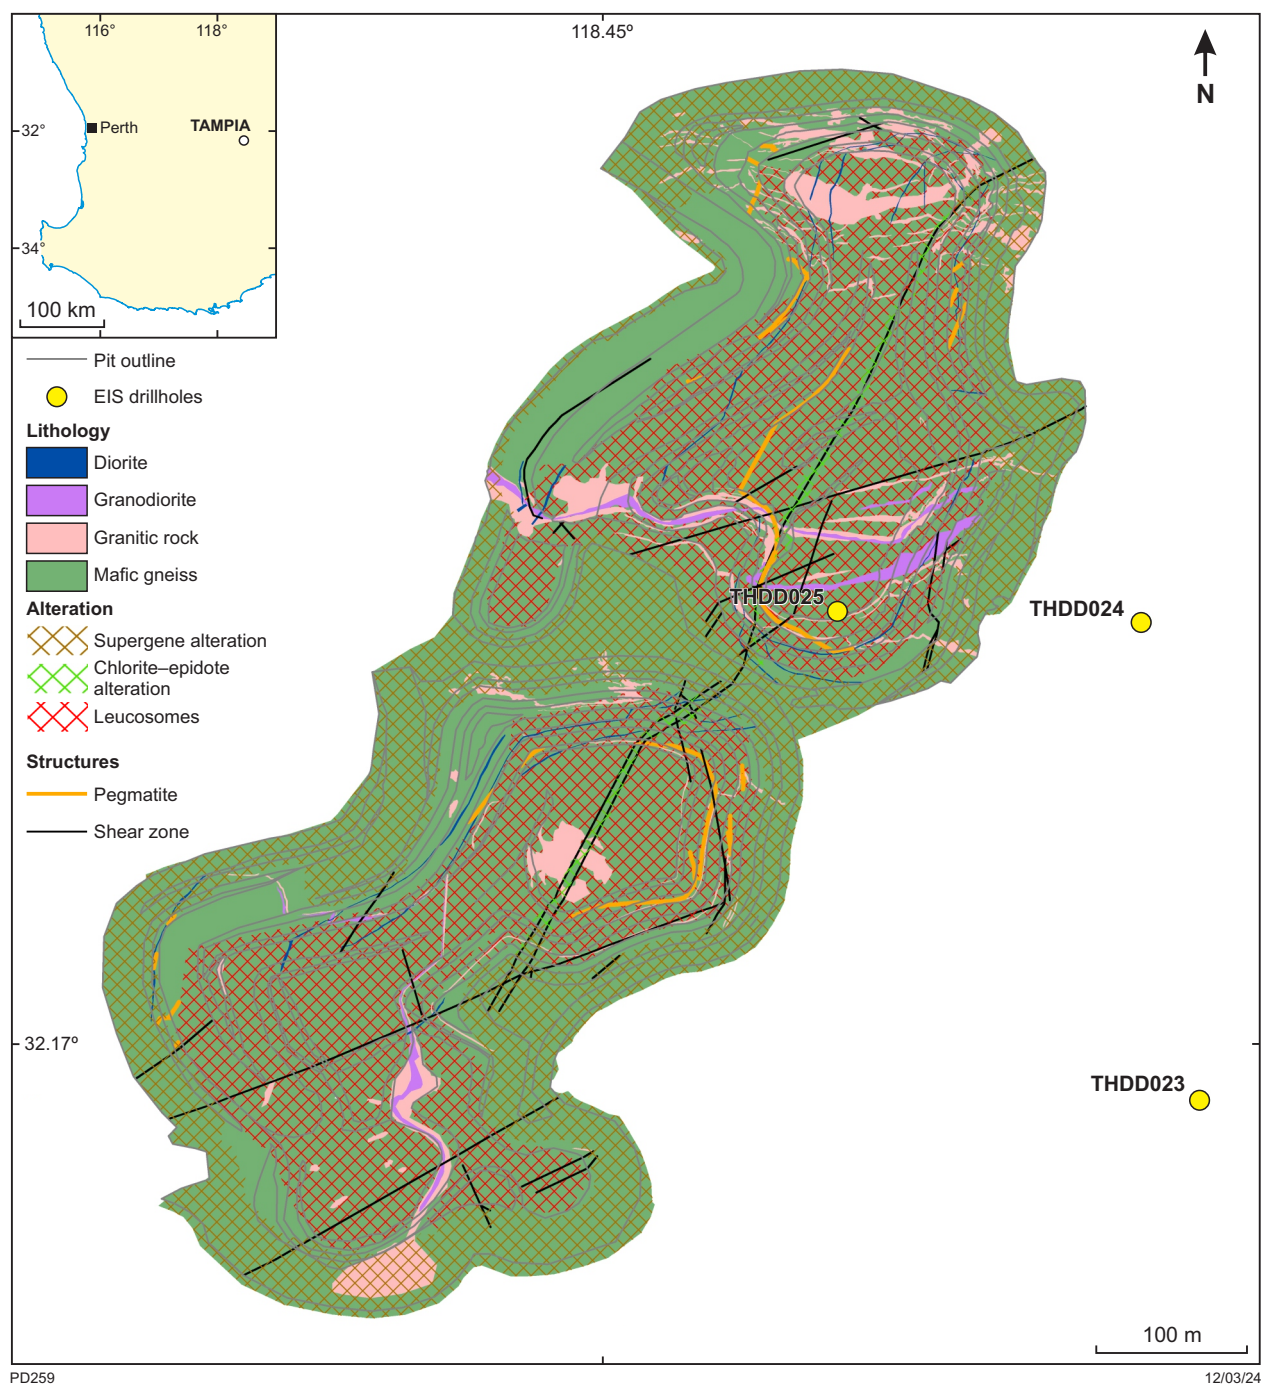 116°
118°
118.45º
N
32°
Perth
TAMPIA
34°
100 km
Pit outline
EIS drillholes
Lithology
Diorite
Granodiorite
Granitic rock
Mafic gneiss
Alteration
Supergene alteration
Chlorite–epidote
alteration
Leucosomes
Structures
Pegmatite
Shear zone
THDD025
THDD024
32.17º
THDD023
100 m
PD259
12/03/24